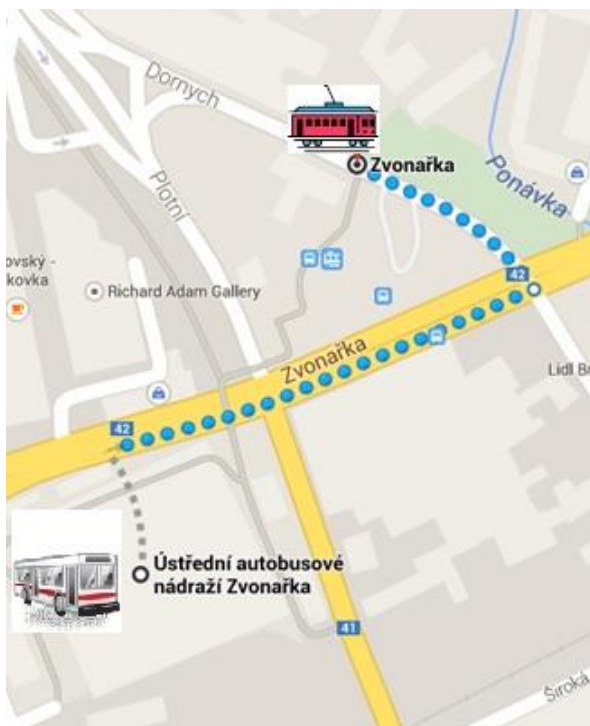 Dornych
Zvonařka
Ponávka
Plotní
ovský -
kovka
Richard Adam Gallery
42
Zvonařka
Lidl Br
42
Ústřední autobusové
nádraží Zvonařka
41
Široká